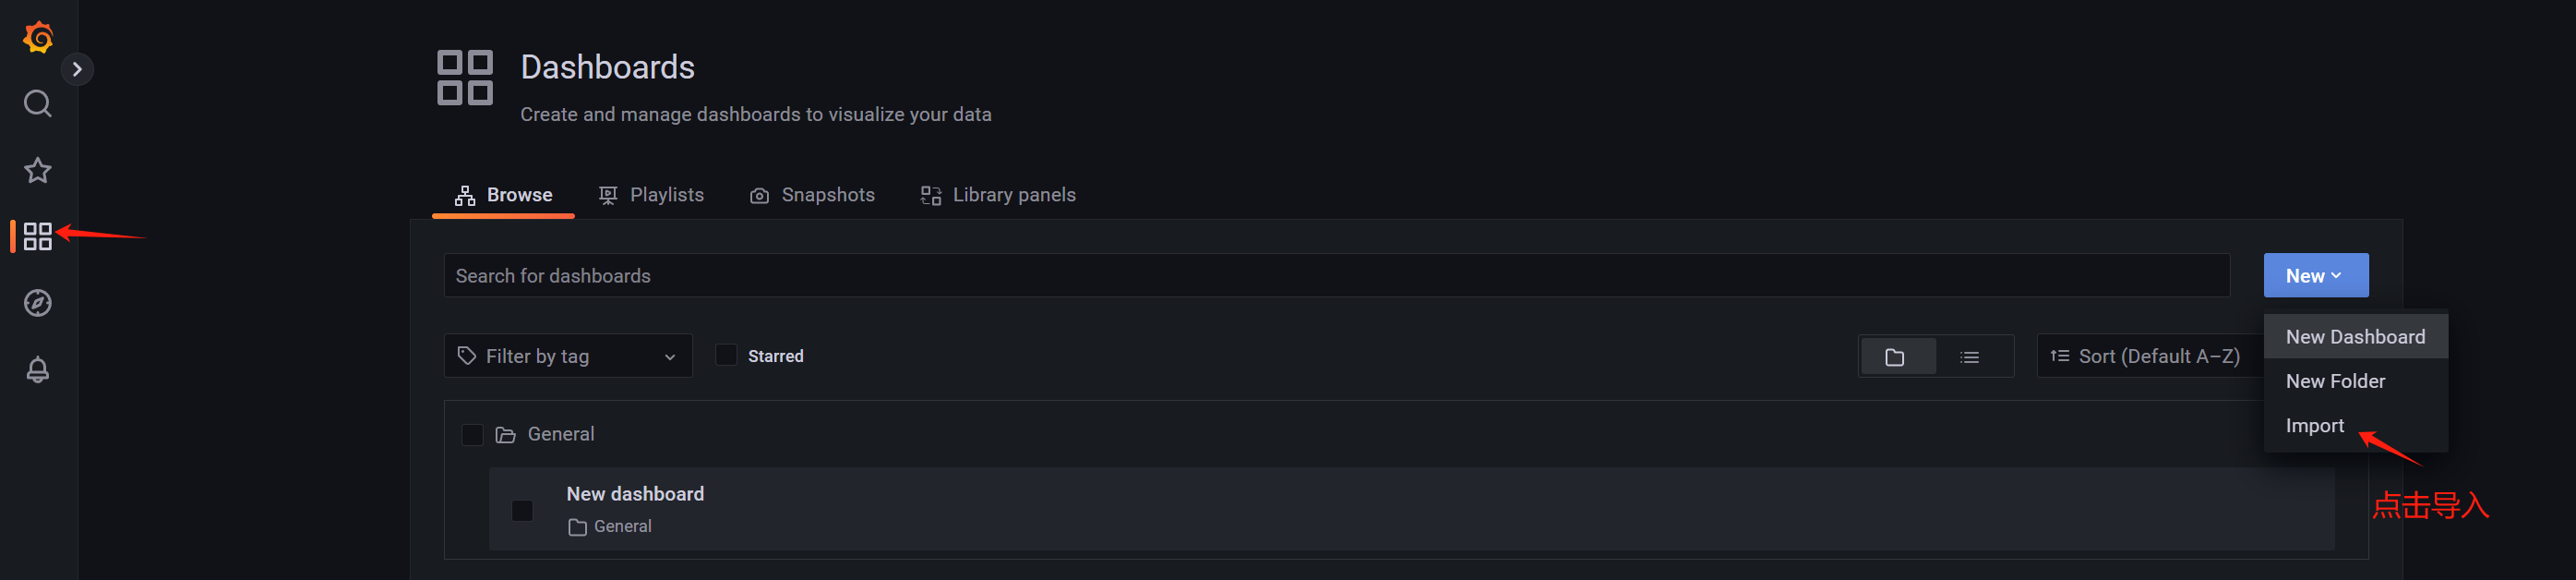 Dashboards
Create and manage dashboards to visualize your data
Browse Playlists Snapshots Library panels
Search for dashboards
New
Filter by tag Starred Sort (Default A–Z)
New Dashboard
New Folder
Import
点击导入
General
New dashboard
General